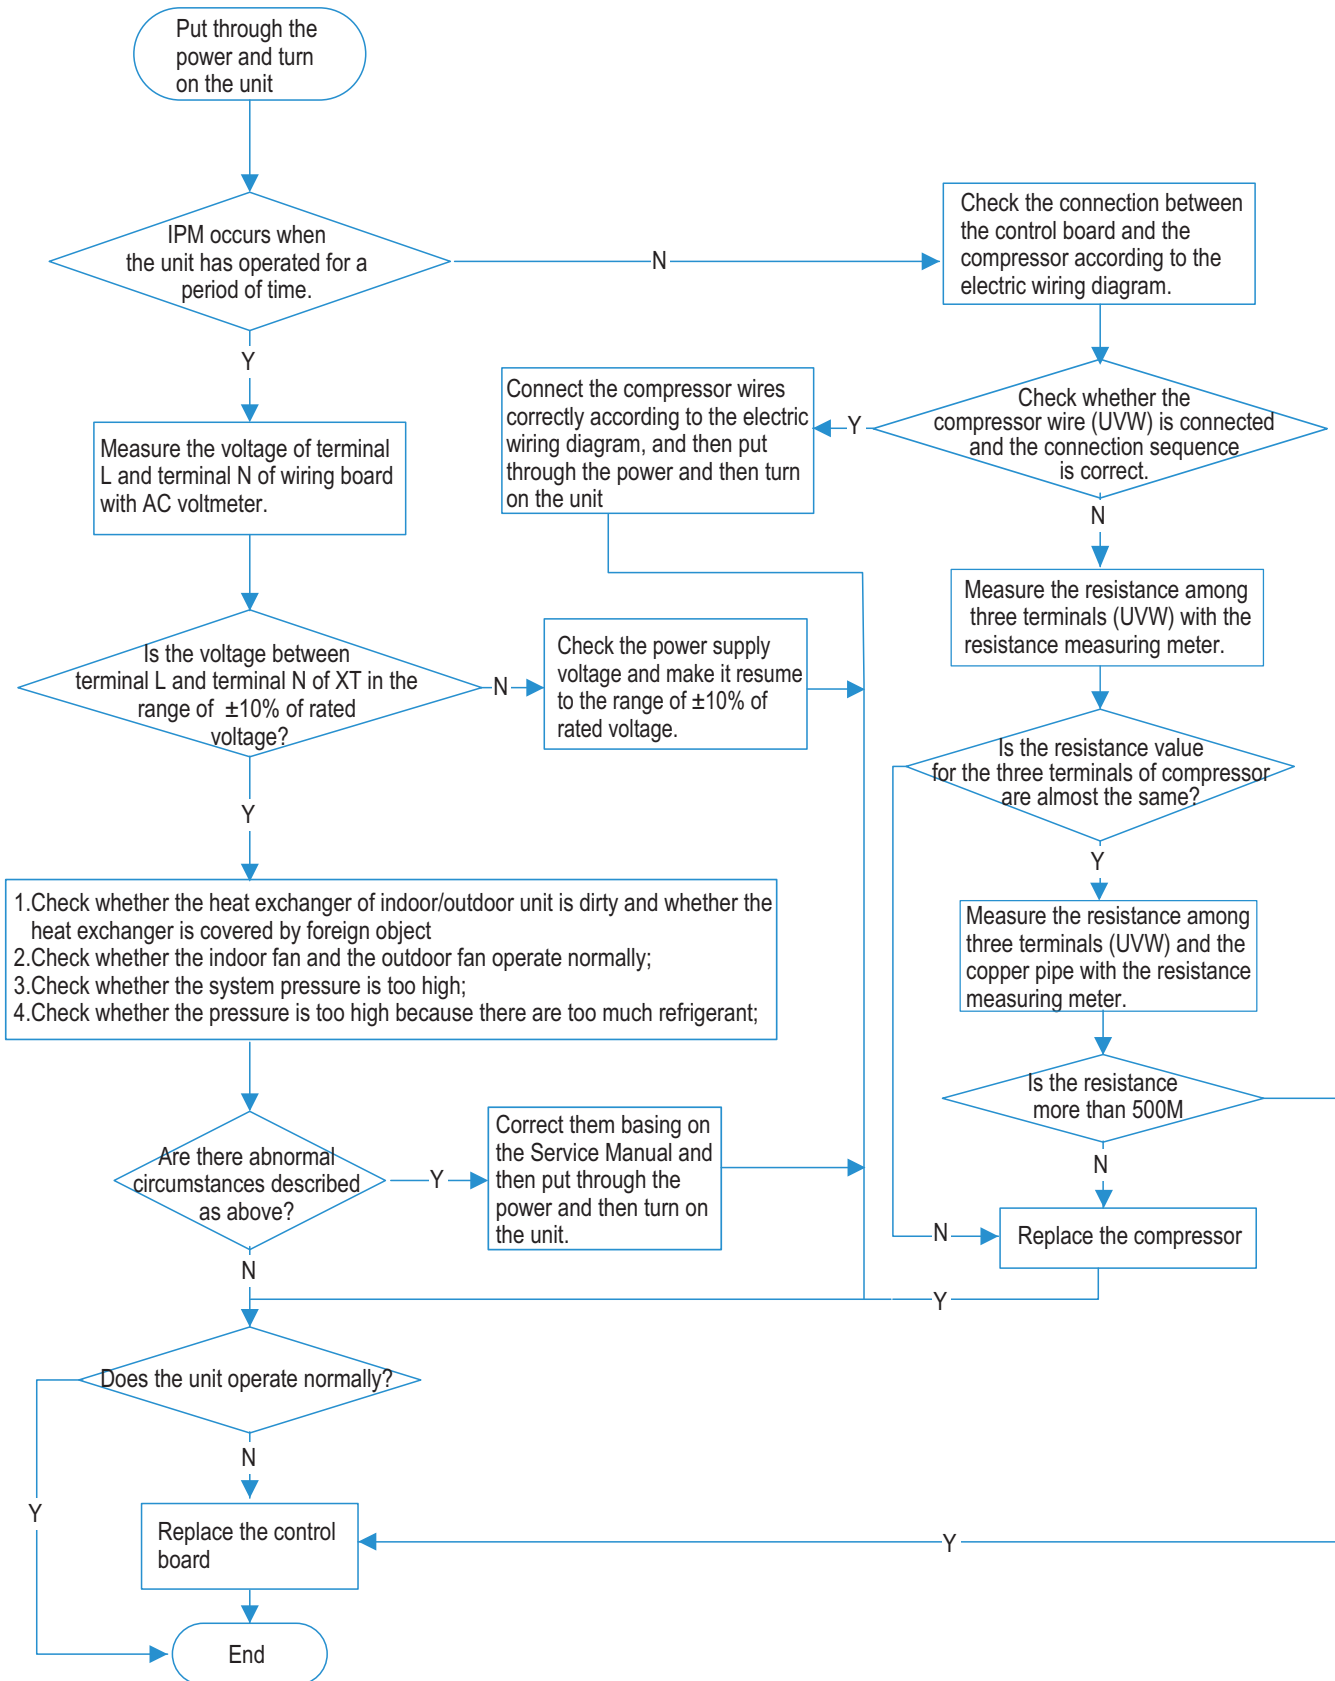 Put through the
power and turn
on the unit
IPM occurs when
the unit has operated for a
period of time.
N
Check the connection between
the control board and the
compressor according to the
electric wiring diagram.
Y
Connect the compressor wires
correctly according to the electric
wiring diagram, and then put
through the power and then turn
on the unit
Y
Check whether the
compressor wire (UVW) is connected
and the connection sequence
is correct.
Measure the voltage of terminal
L and terminal N of wiring board
with AC voltmeter.
N
Measure the resistance among
three terminals (UVW) with the
resistance measuring meter.
Is the voltage between
terminal L and terminal N of XT in the
range of ±10% of rated
voltage?
N
Check the power supply
voltage and make it resume
to the range of ±10% of
rated voltage.
Is the resistance value
for the three terminals of compressor
are almost the same?
Y
Y
1.Check whether the heat exchanger of indoor/outdoor unit is dirty and whether the
heat exchanger is covered by foreign object
2.Check whether the indoor fan and the outdoor fan operate normally;
3.Check whether the system pressure is too high;
4.Check whether the pressure is too high because there are too much refrigerant;
Measure the resistance among
three terminals (UVW) and the
copper pipe with the resistance
measuring meter.
Is the resistance
more than 500M
Are there abnormal
circumstances described
as above?
Y
Correct them basing on
the Service Manual and
then put through the
power and then turn on
the unit.
N
N
Replace the compressor
N
Y
Does the unit operate normally?
N
Y
Replace the control
board
Y
End